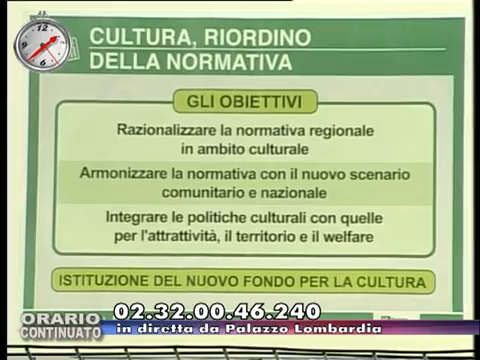 CULTURA, RIORDINO
DELLA NORMATIVA
GLI OBIETTIVI
Razionalizzare la normativa regionale
in ambito culturale
Armonizzare la normativa con il nuovo scenario
comunitario e nazionale
Integrare le politiche culturali con quelle
per l'attrattività, il territorio e il welfare
ISTITUZIONE DEL NUOVO FONDO PER LA CULTURA
ORARIO
CONTINUATO
02.32.00.46.240
in diretta da Palazzo Lombardia